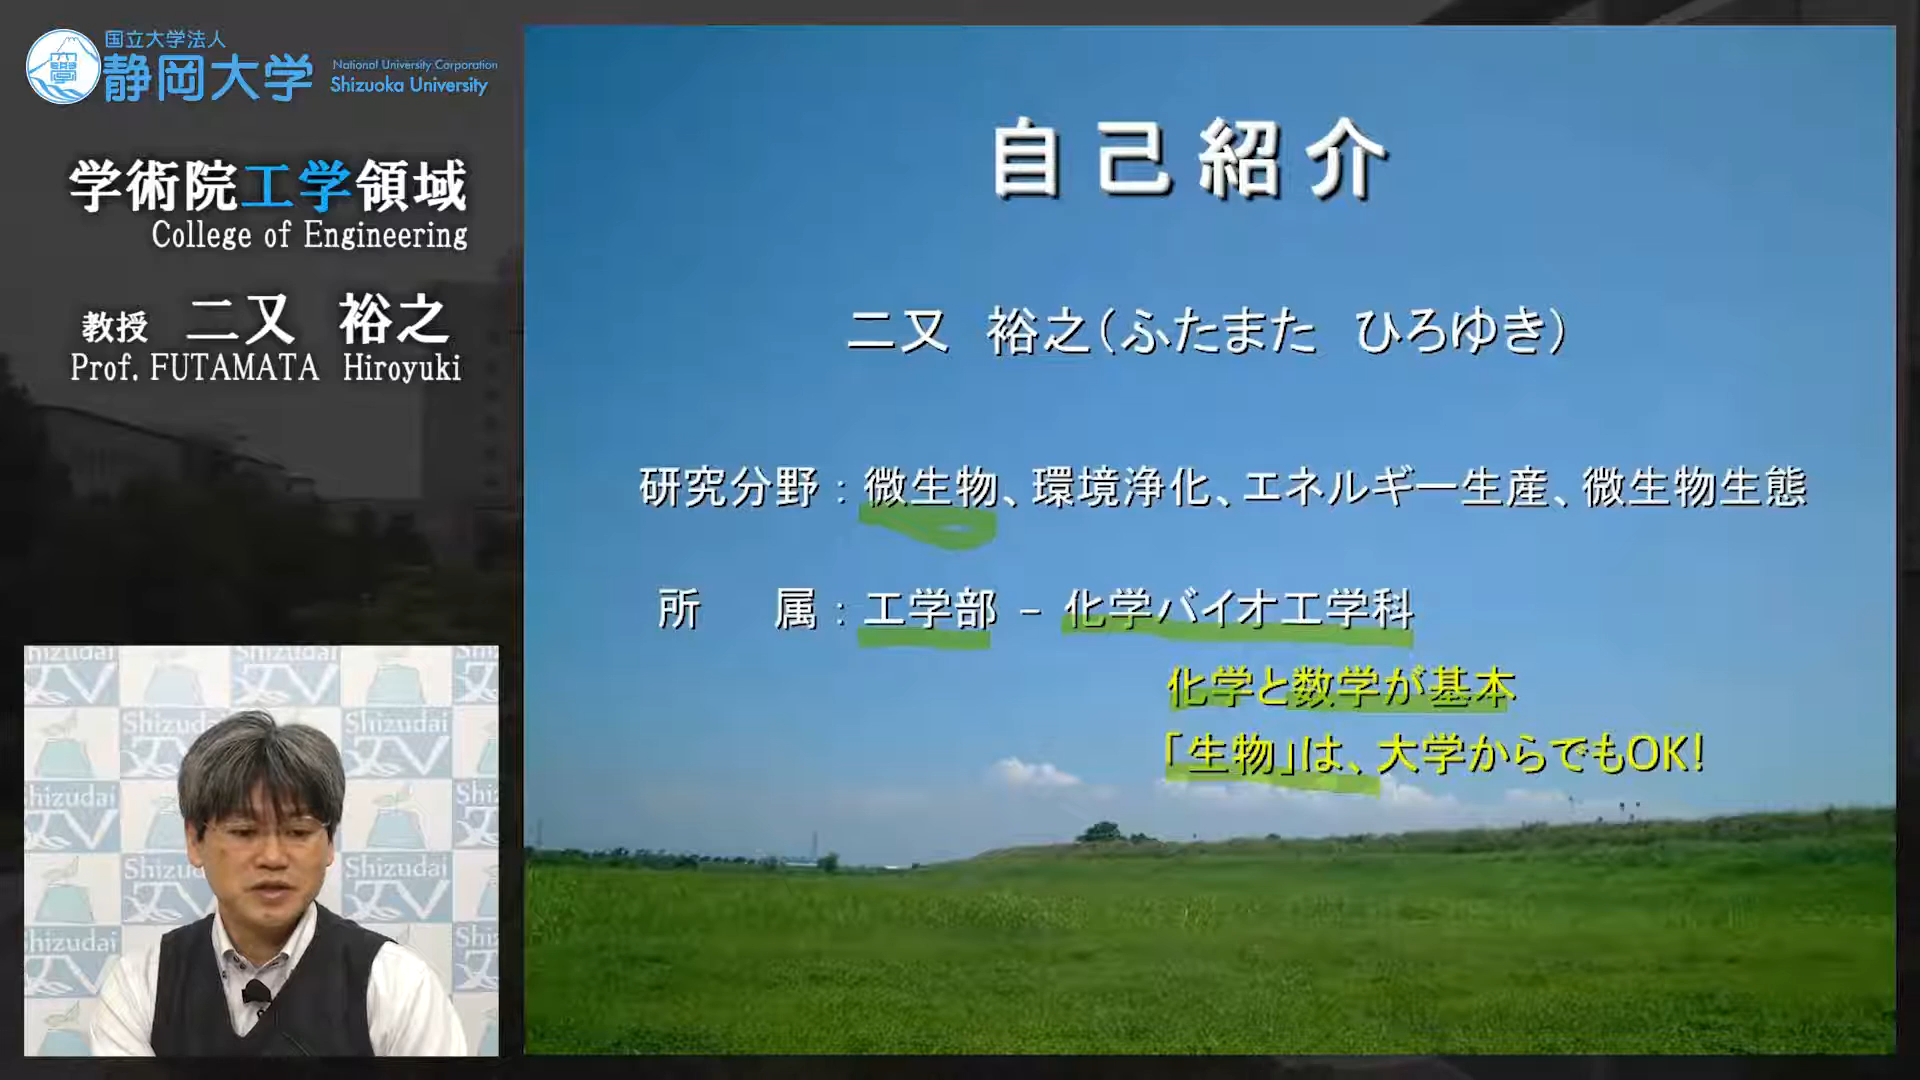 国立大学法人
静岡大学
National University Corporation
Shizuoka University
学術院工学領域
College of Engineering
教授 二又 裕之
Prof. FUTAMATA Hiroyuki
自己紹介
二又 裕之(ふたまた ひろゆき)
研究分野:微生物、環境浄化、エネルギー生産、微生物生態
所 属:工学部 - 化学バイオ工学科
化学と数学が基本
「生物」は、大学からでもOK!
Shizudai
TV